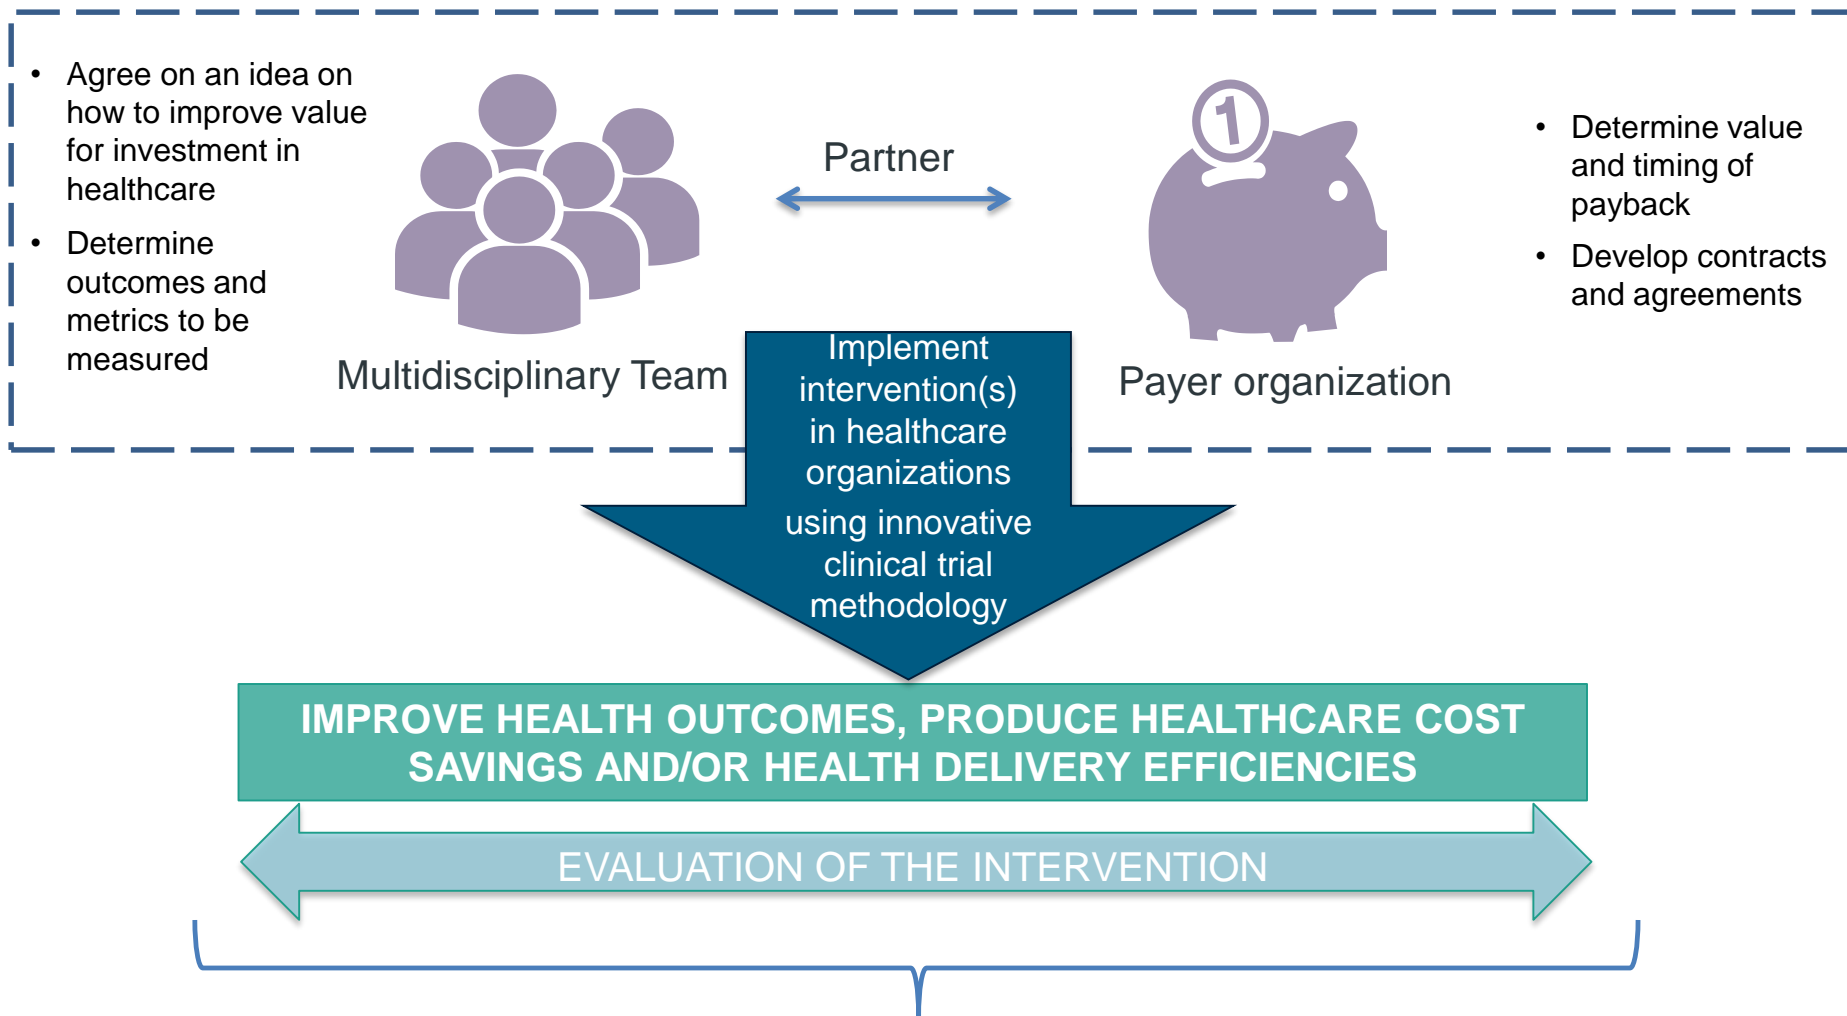 • Agree on an idea on
how to improve value
for investment in
healthcare
• Determine
outcomes and
metrics to be
measured
Multidisciplinary Team
Partner
1
Payer organization
• Determine value
and timing of
payback
• Develop contracts
and agreements
Implement
intervention(s)
in healthcare
organizations
using innovative
clinical trial
methodology
IMPROVE HEALTH OUTCOMES, PRODUCE HEALTHCARE COST
SAVINGS AND/OR HEALTH DELIVERY EFFICIENCIES
EVALUATION OF THE INTERVENTION